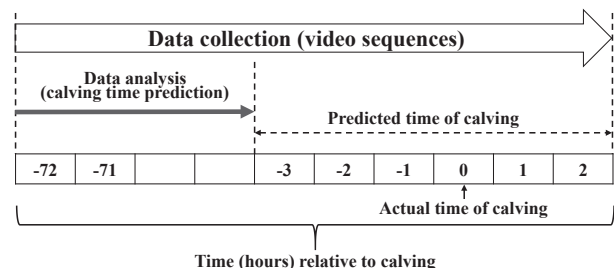 Data collection (video sequences)
Data analysis
(calving time prediction)
Predicted time of calving
-72 -71 -3 -2 -1 0 1 2
Actual time of calving
Time (hours) relative to calving